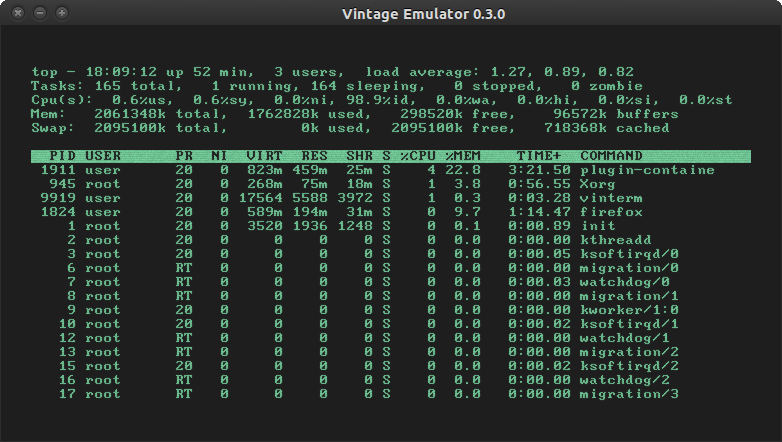 Vintage Emulator 0.3.0
top - 18:09:12 up 52 min,  3 users,  load average: 1.27, 0.89, 0.82
Tasks: 165 total,   1 running, 164 sleeping,   0 stopped,   0 zombie
Cpu(s):  0.6%us,  0.6%sy,  0.0%ni, 98.9%id,  0.0%wa,  0.0%hi,  0.0%si,  0.0%st
Mem:   2061348k total,  1762828k used,   298520k free,    96572k buffers
Swap:  2095100k total,        0k used,  2095100k free,   718368k cached
  PID USER      PR  NI  VIRT  RES  SHR S %CPU %MEM    TIME+  COMMAND
 1911 user      20   0  823m 459m  25m S    4 22.8   3:21.50 plugin-containe
  945 root      20   0  268m  75m  18m S    1  3.8   0:56.55 Xorg
 9919 user      20   0 17564 5588 3972 S    1  0.3   0:03.28 vinterm
 1824 user      20   0  589m 194m  31m S    0  9.7   1:14.47 firefox
    1 root      20   0  3520 1936 1248 S    0  0.1   0:00.89 init
    2 root      20   0     0    0    0 S    0  0.0   0:00.00 kthreadd
    3 root      20   0     0    0    0 S    0  0.0   0:00.05 ksoftirqd/0
    6 root      RT   0     0    0    0 S    0  0.0   0:00.00 migration/0
    7 root      RT   0     0    0    0 S    0  0.0   0:00.03 watchdog/0
    8 root      RT   0     0    0    0 S    0  0.0   0:00.00 migration/1
    9 root      20   0     0    0    0 S    0  0.0   0:00.00 kworker/1:0
   10 root      20   0     0    0    0 S    0  0.0   0:00.02 ksoftirqd/1
   12 root      RT   0     0    0    0 S    0  0.0   0:00.00 watchdog/1
   13 root      RT   0     0    0    0 S    0  0.0   0:00.00 migration/2
   15 root      20   0     0    0    0 S    0  0.0   0:00.02 ksoftirqd/2
   16 root      RT   0     0    0    0 S    0  0.0   0:00.00 watchdog/2
   17 root      RT   0     0    0    0 S    0  0.0   0:00.00 migration/3